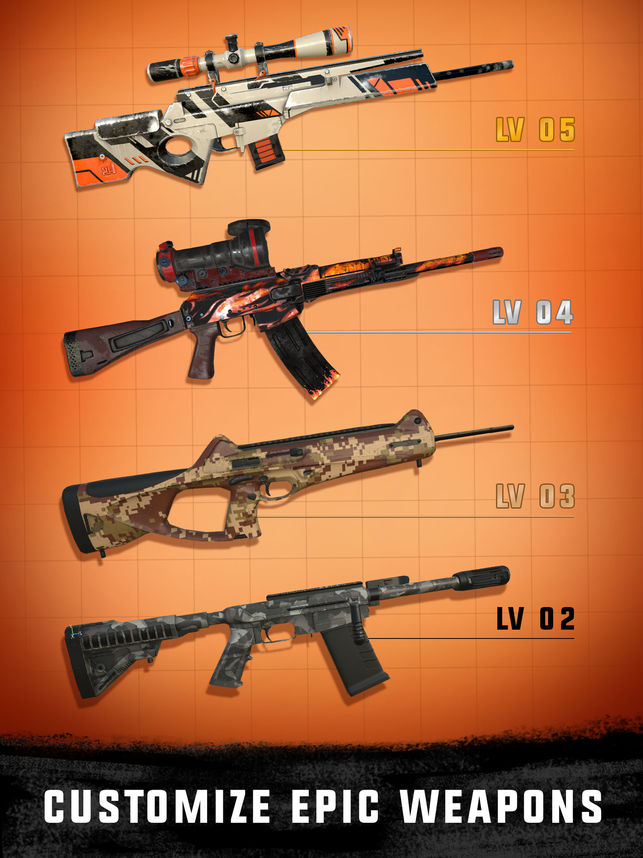 LV 05
LV 04
LV 03
LV 02
CUSTOMIZE EPIC WEAPONS